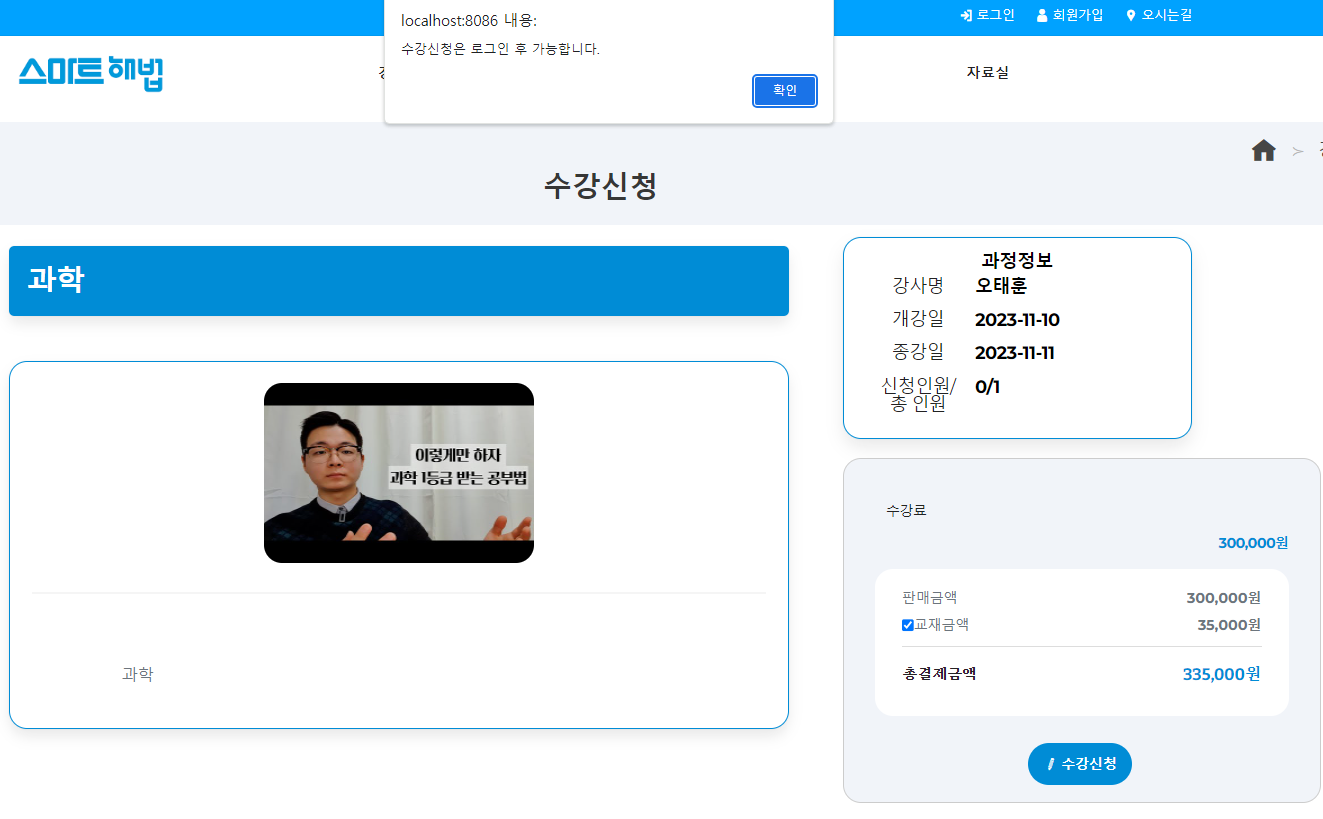 로그인 회원가입 오시는길
localhost:8086 내용:
수강신청은 로그인 후 가능합니다.
확인
스마트해법
자료실
수강신청
과학
이렇게만 하자
과학 1등급 받는 공부법
과학
과정정보
강사명 오태훈
개강일 2023-11-10
종강일 2023-11-11
신청인원/ 0/1
총 인원
수강료
300,000원
판매금액 300,000원
교재금액 35,000원
총결제금액 335,000원
수강신청